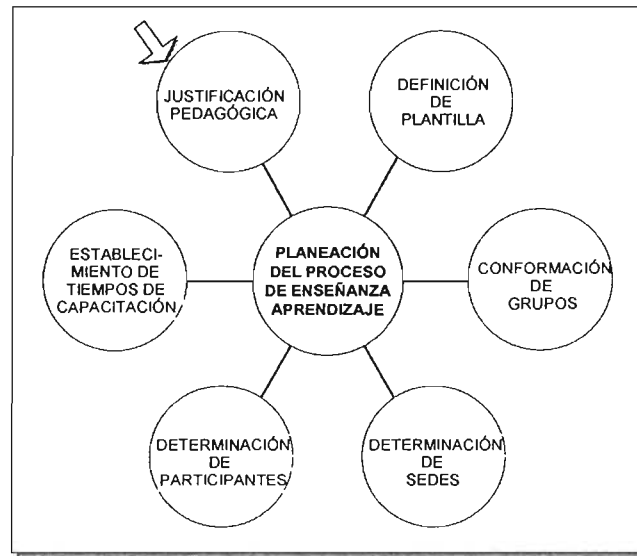 JUSTIFICACIÓN
PEDAGÓGICA
DEFINICIÓN
DE
PLANTILLA
ESTABLECI-
MIENTO DE
TIEMPOS DE
CAPACITACIÓN
PLANEACIÓN
DEL PROCESO
DE ENSEÑANZA
APRENDIZAJE
CONFORMACIÓN
DE
GRUPOS
DETERMINACIÓN
DE
PARTICIPANTES
DETERMINACIÓN
DE
SEDES